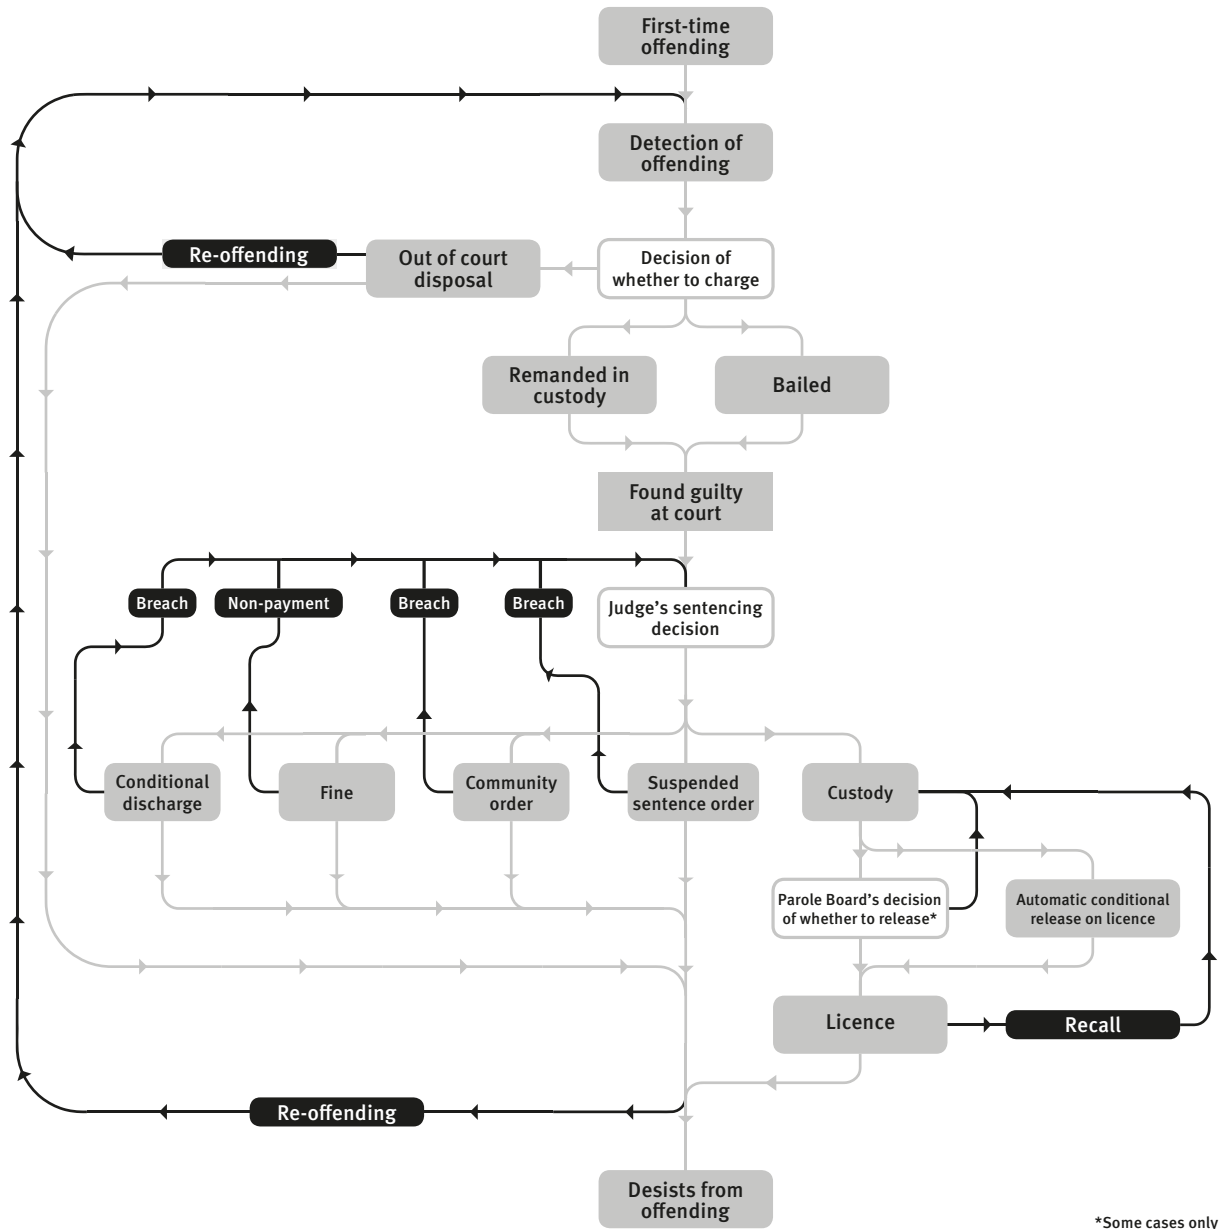 First-time
offending
Detection of
offending
Re-offending
Out of court
disposal
Decision of
whether to charge
Remanded in
custody
Bailed
Found guilty
at court
Breach
Non-payment
Breach
Breach
Judge's sentencing
decision
Conditional
discharge
Fine
Community
order
Suspended
sentence order
Custody
Parole Board's decision
of whether to release*
Automatic conditional
release on licence
Licence
Recall
Re-offending
Desists from
offending
*Some cases only